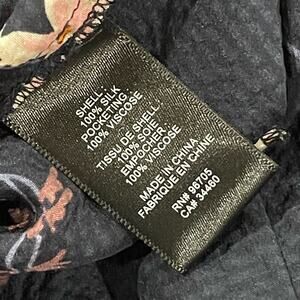 SHELL:
100% SILK
POCKETING:
100% VISCOSE
TISSU DE SHELL:
100% SOIE
EMPOCHER :
100% VISCOSE
MADE IN CHINA
FABRIQUE EN CHINE
RN# 96705
CA# 34460